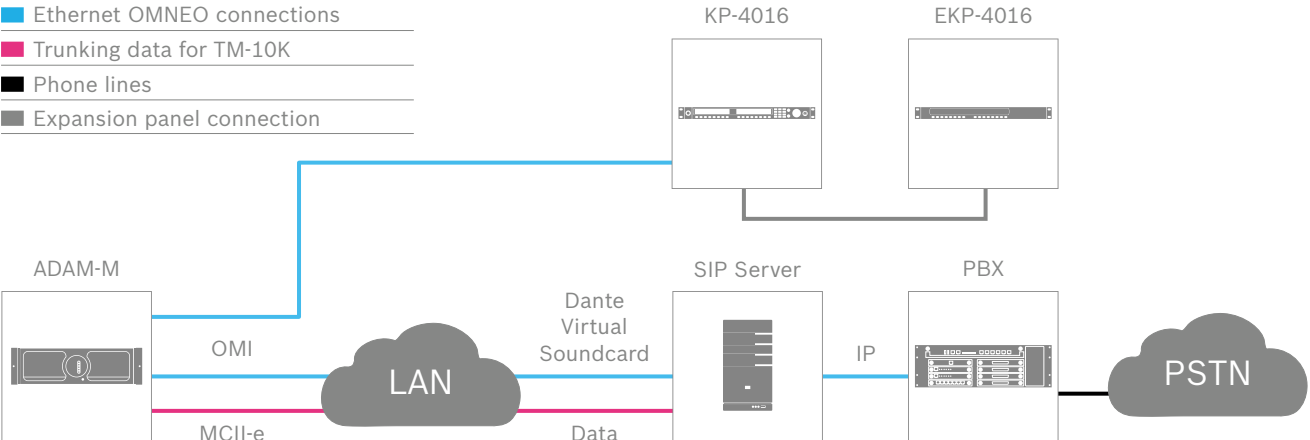 Ethernet OMNEO connections
Trunking data for TM-10K
Phone lines
Expansion panel connection
KP-4016
EKP-4016
ADAM-M
SIP Server
PBX
OMI
LAN
Dante
Virtual
Soundcard
IP
PSTN
MCII-e
Data